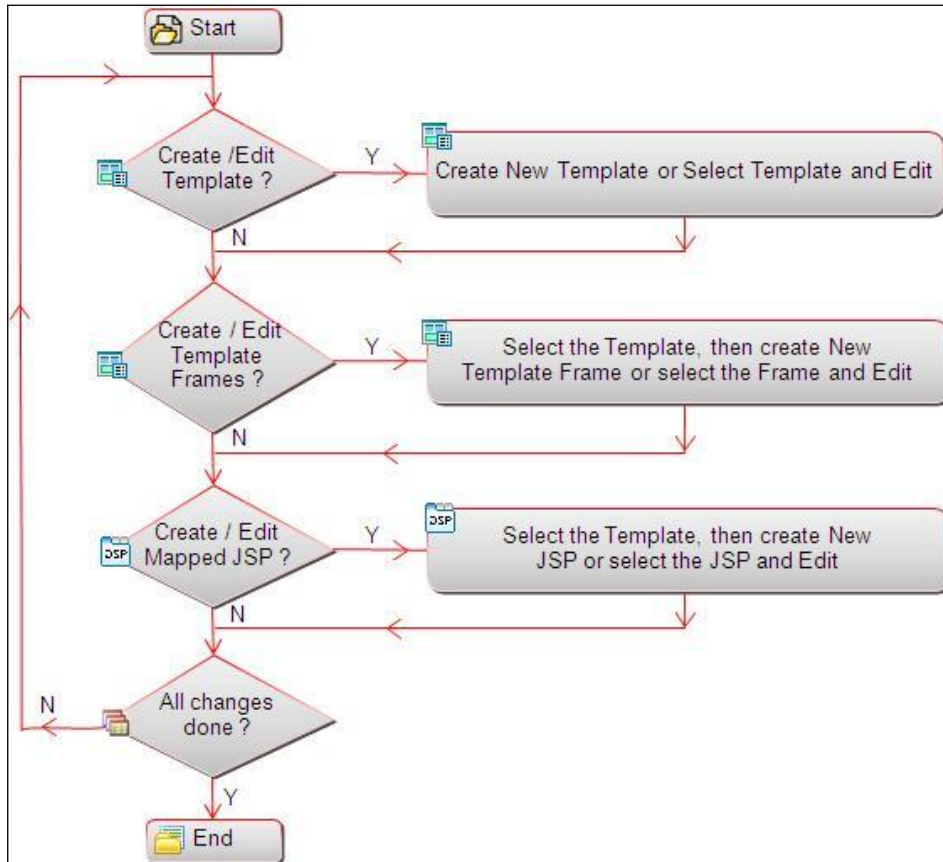 Start
Create /Edit
Template ?
Y
Create New Template or Select Template and Edit
N
Create / Edit
Template
Frames ?
Y
Select the Template, then create New
Template Frame or select the Frame and Edit
N
JSP
Create / Edit
Mapped JSP ?
Y
JSP
Select the Template, then create New
JSP or select the JSP and Edit
N
All changes
done ?
N
Y
End